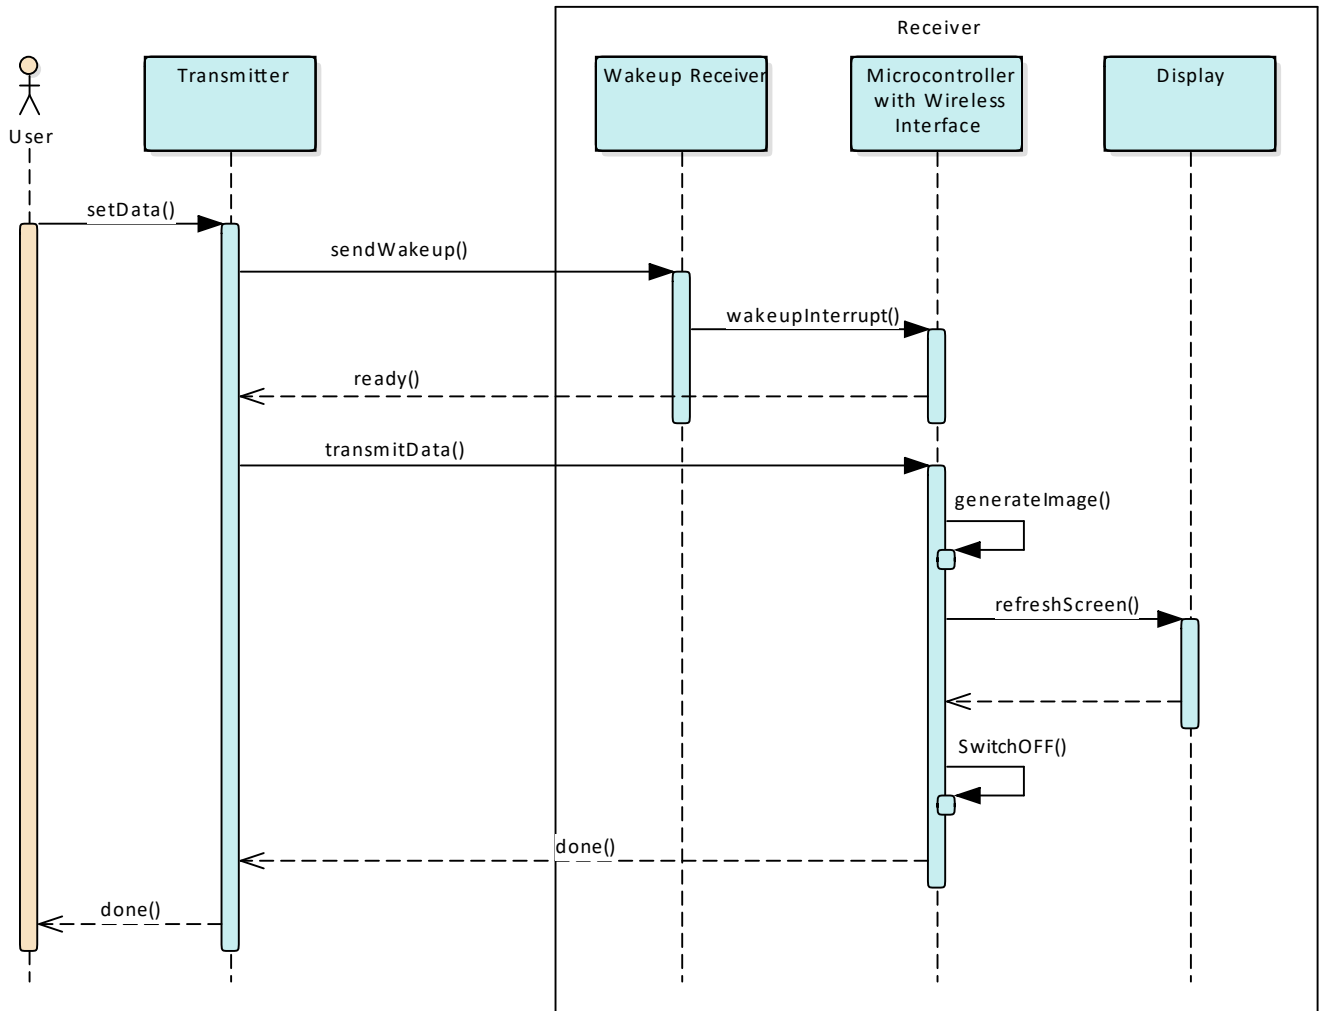 Receiver
User
Transmitter
Wakeup Receiver
Microcontroller
with Wireless
Interface
Display
setData()
sendWakeup()
wakeupInterrupt()
ready()
transmitData()
generateImage()
refreshScreen()
SwitchOFF()
done()
done()